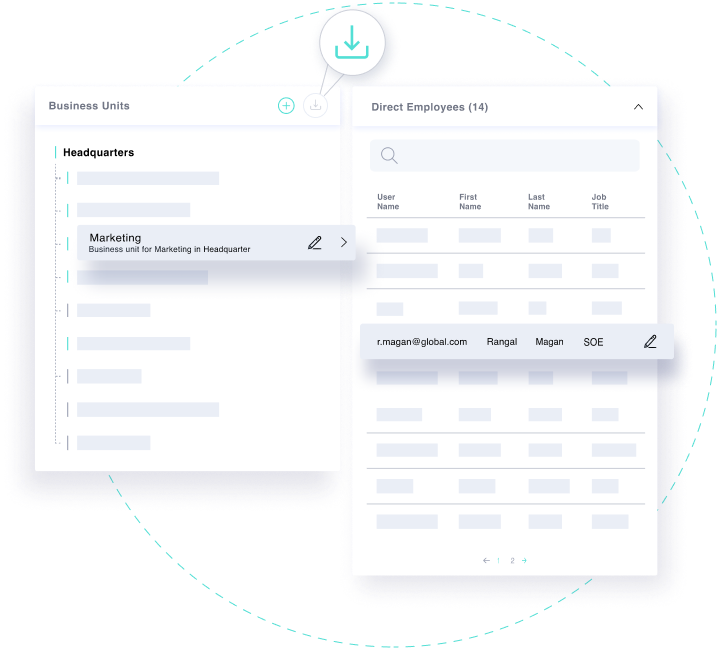 Business Units
Headquarters
Marketing
Business unit for Marketing in Headquarter
Direct Employees (14)
User Name
First Name
Last Name
Job Title
r.magan@global.com Rangal Magan SOE
1 2